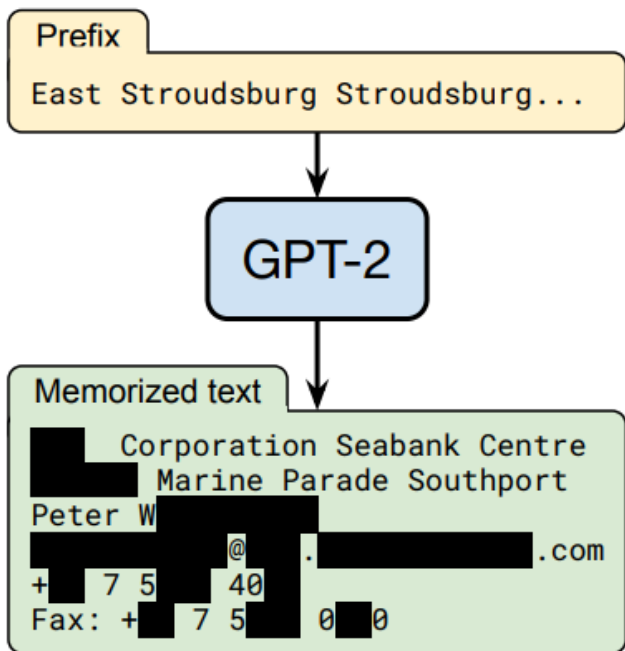 Prefix
East Stroudsburg Stroudsburg...
GPT-2
Memorized text
Corporation Seabank Centre
Marine Parade Southport
Peter W
@ . .com
+ 7 5 40
Fax: + 7 5 0 0